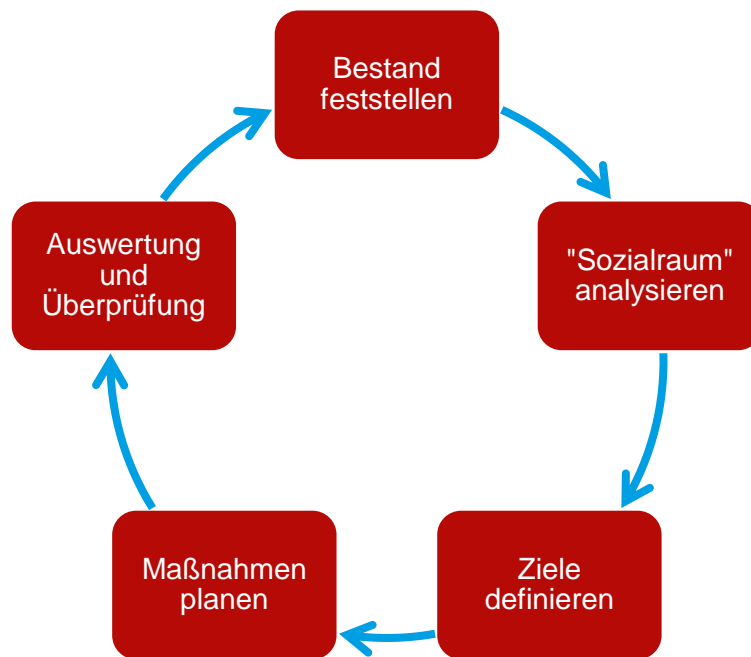 Bestand
feststellen
"Sozialraum"
analysieren
Ziele
definieren
Maßnahmen
planen
Auswertung
und
Überprüfung